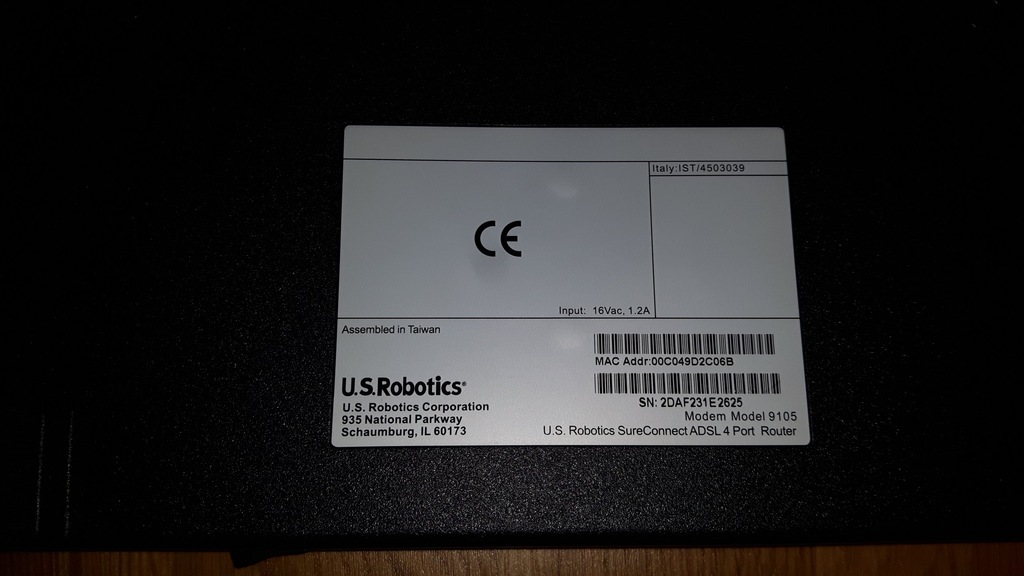 Italy:IST/4503039
CE
Input: 16Vac, 1.2A
Assembled in Taiwan
MAC Addr:00C049D2C06B
U.S.Robotics®
SN: 2DAF231E2625
U.S. Robotics Corporation
Modem Model 9105
935 National Parkway
Schaumburg, IL 60173
U.S. Robotics SureConnect ADSL 4 Port Router